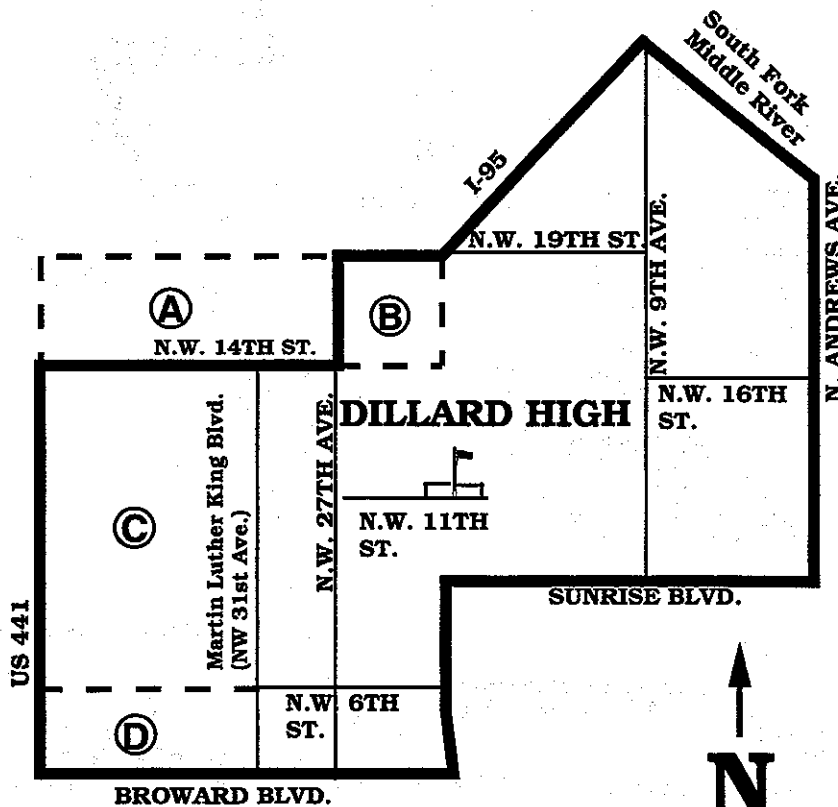 South Fork
Middle River
I-95
N.W. 19TH ST.
N.W. 9TH AVE.
N. ANDREWS AVE.
A
B
N.W. 14TH ST.
N.W. 16TH
ST.
DILLARD HIGH
Martin Luther King Blvd.
(NW 31st Ave.)
N.W. 27TH AVE.
C
N.W. 11TH
ST.
SUNRISE BLVD.
US 441
N.W. 6TH
ST.
D
BROWARD BLVD.
N